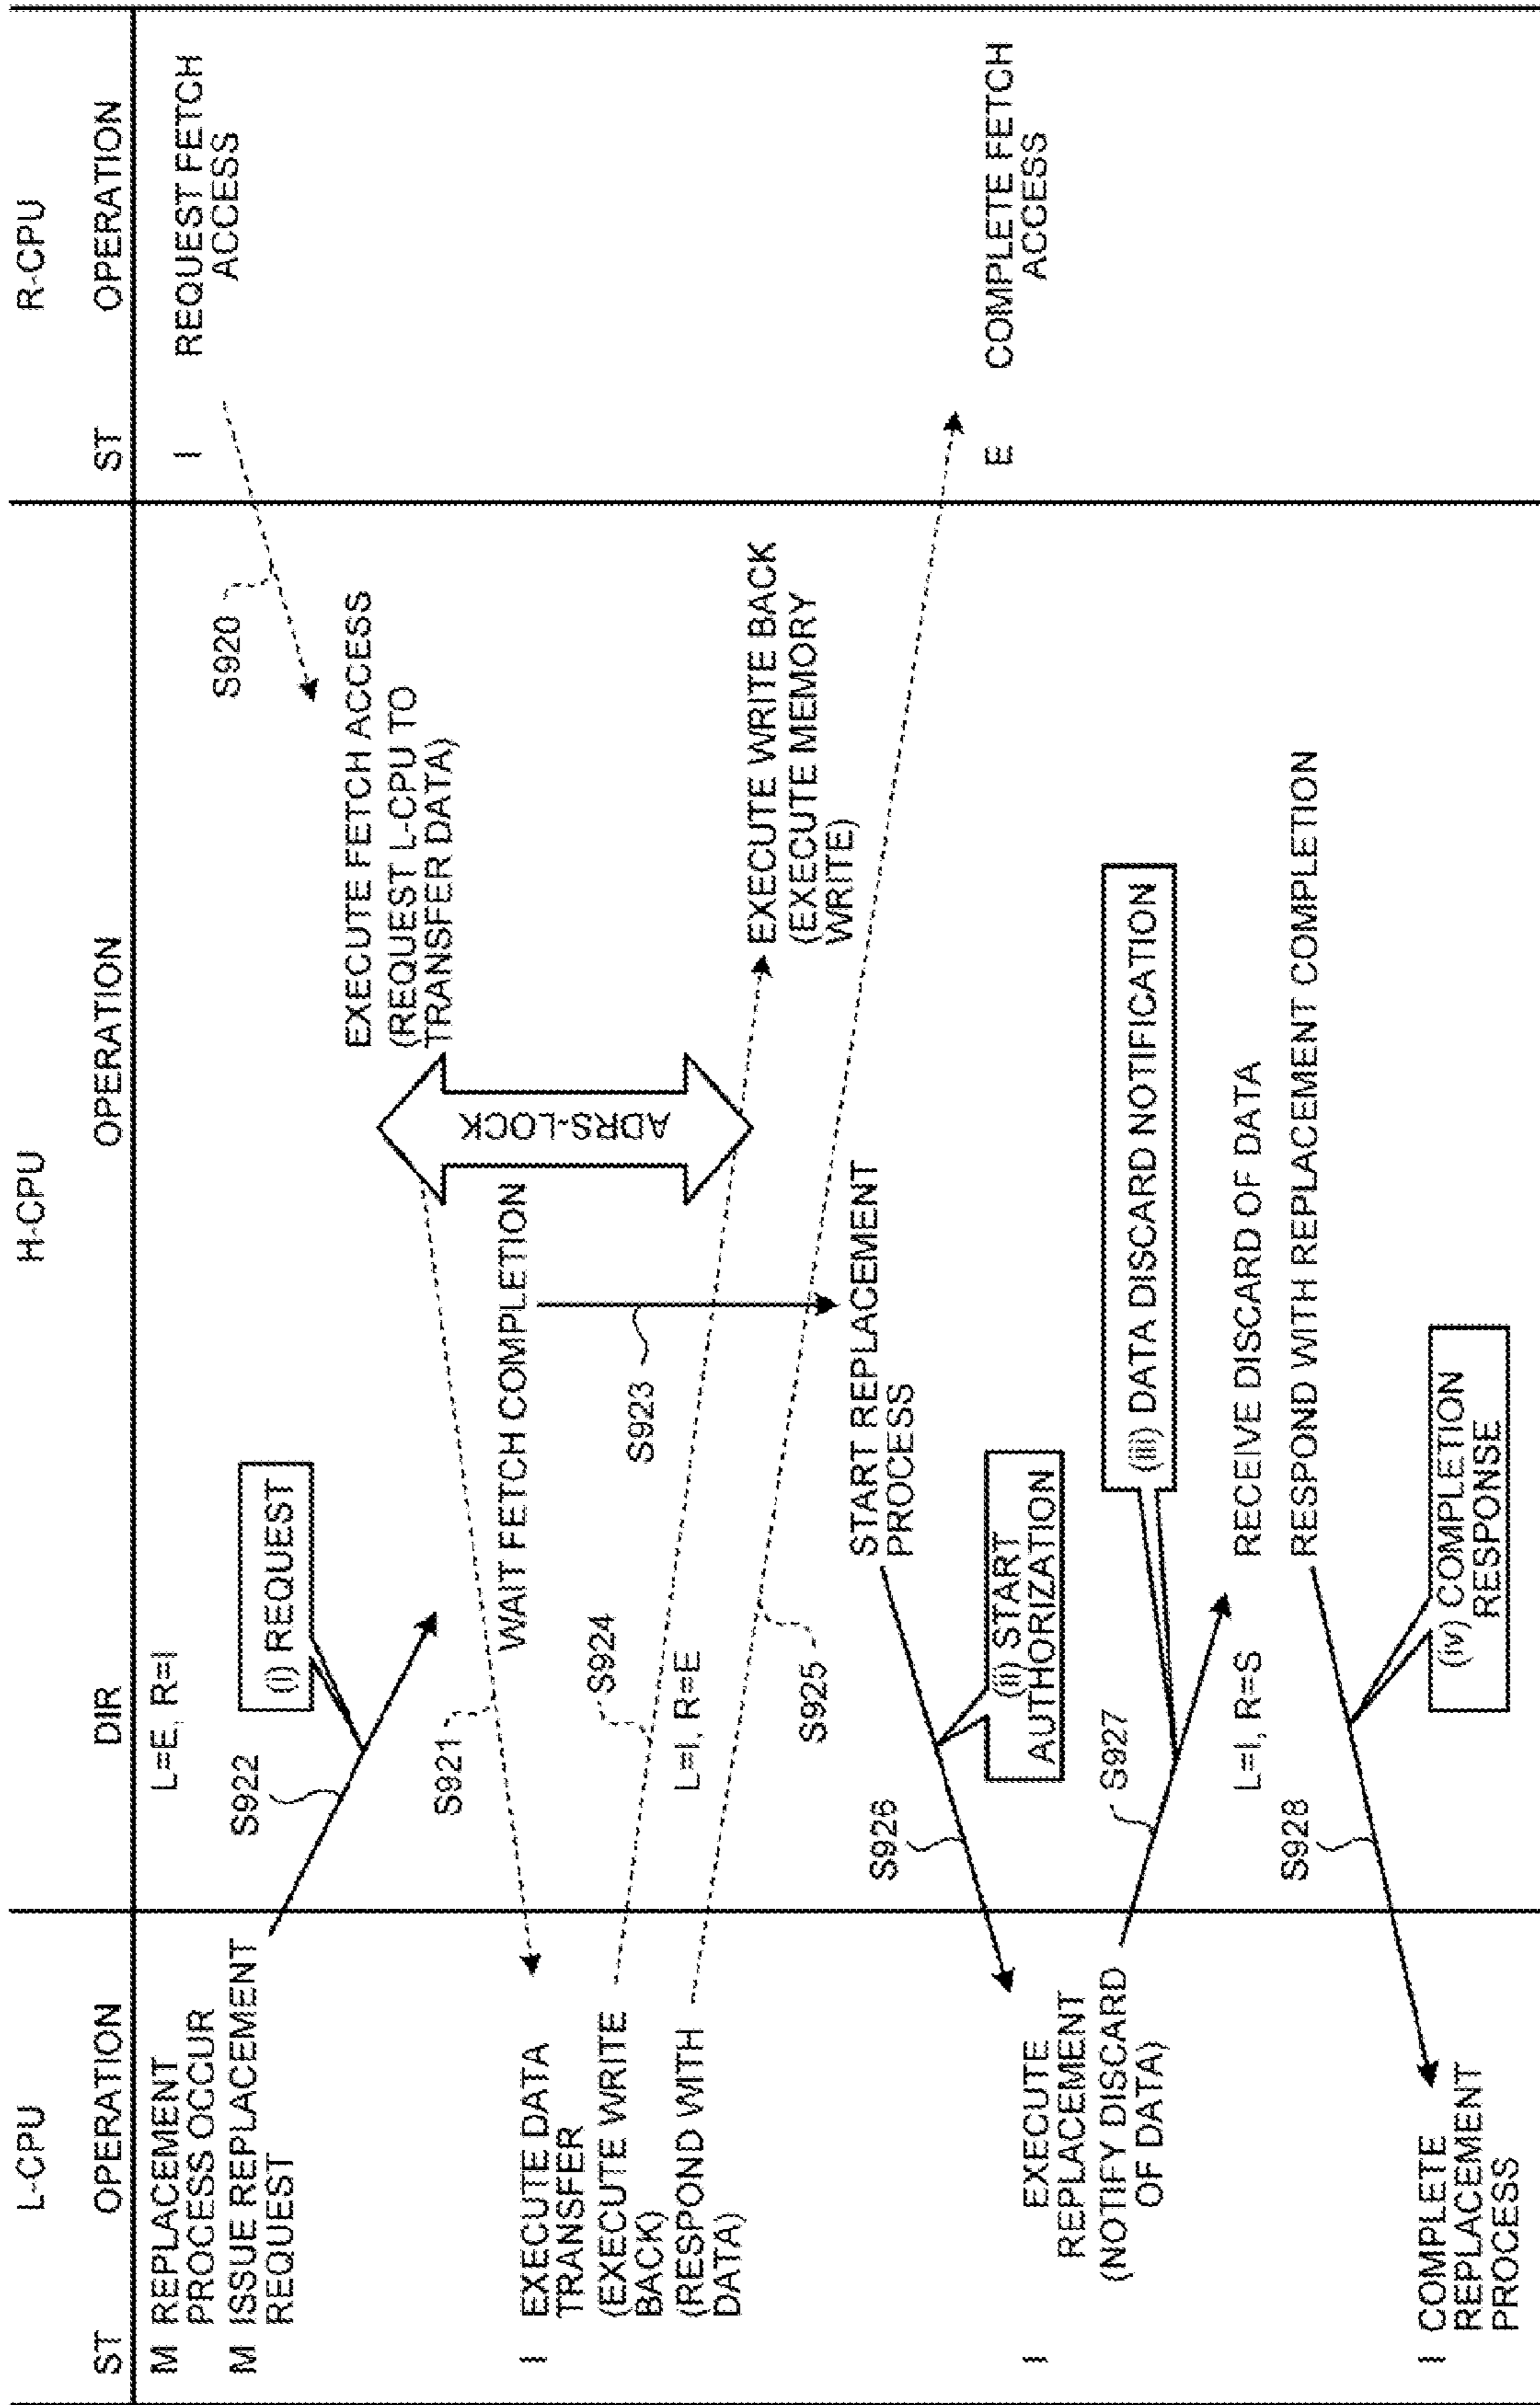 L-CPU
H-CPU
R-CPU
ST
OPERATION
DIR
OPERATION
ST
OPERATION
M
REPLACEMENT
PROCESS OCCUR
L=E, R=I
I
REQUEST FETCH
ACCESS
M
ISSUE REPLACEMENT
REQUEST
S922
(i) REQUEST
S920
EXECUTE FETCH ACCESS
(REQUEST L-CPU TO
TRANSFER DATA)
ADRS-LOCK
S921
WAIT FETCH COMPLETION
I
EXECUTE DATA
TRANSFER
(EXECUTE WRITE
BACK)
(RESPOND WITH
DATA)
S924
S923
L=I, R=E
EXECUTE WRITE BACK
(EXECUTE MEMORY
WRITE)
S925
START REPLACEMENT
PROCESS
E
COMPLETE FETCH
ACCESS
S926
(ii) START
AUTHORIZATION
I
EXECUTE
REPLACEMENT
(NOTIFY DISCARD
OF DATA)
S927
(iii) DATA DISCARD NOTIFICATION
L=I, R=S
RECEIVE DISCARD OF DATA
RESPOND WITH REPLACEMENT COMPLETION
S928
(iv) COMPLETION
RESPONSE
I
COMPLETE
REPLACEMENT
PROCESS